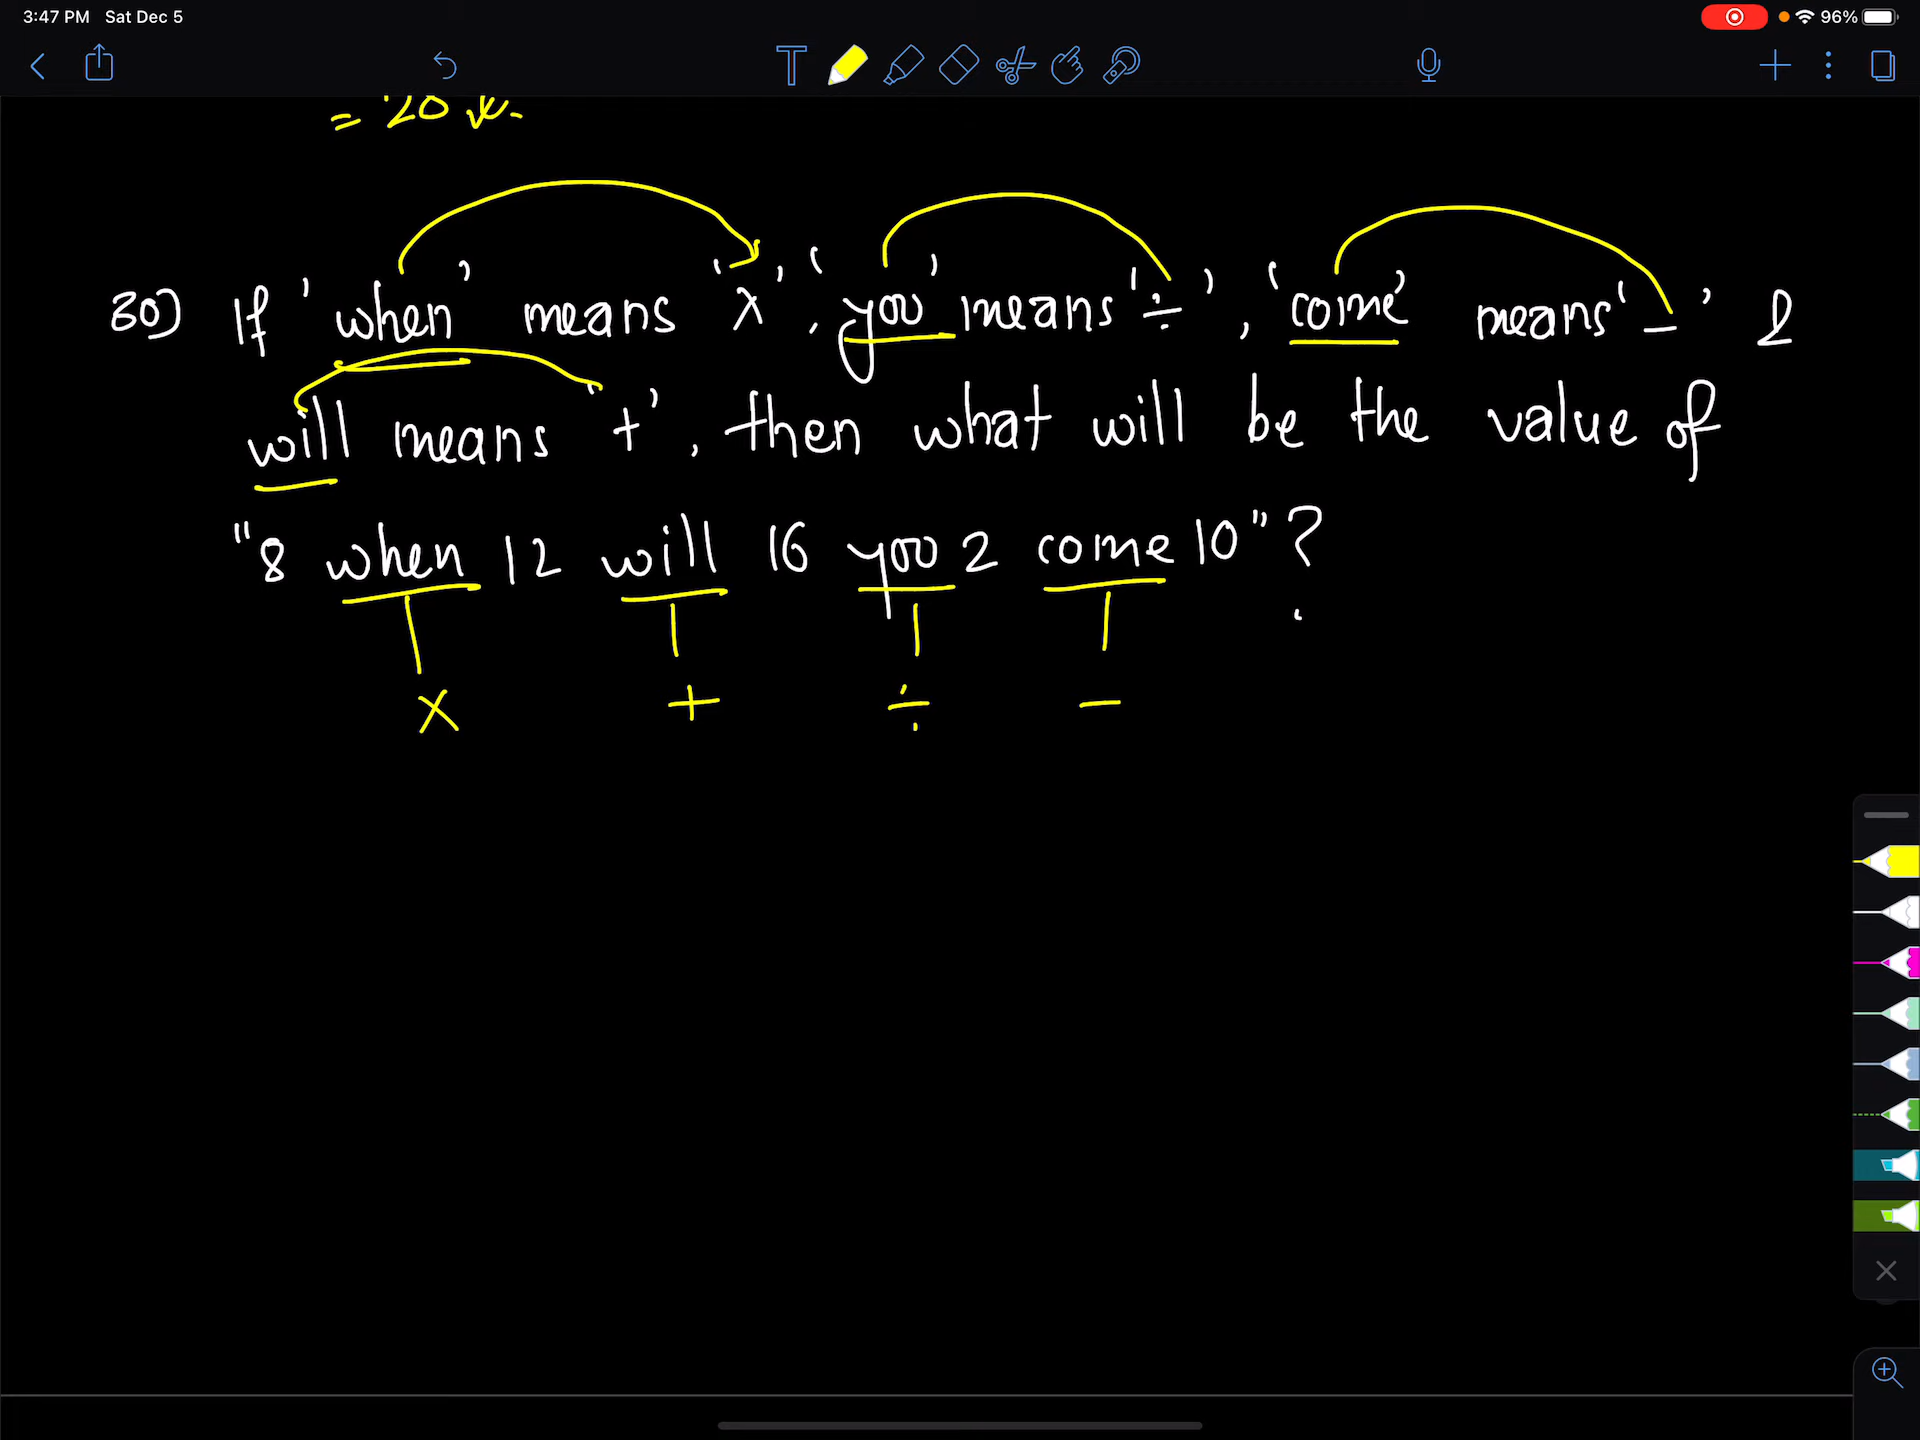 3:47 PM Sat Dec 5
96%
T
= 20
30) If 'when' means 'x', 'you' means '÷', 'come' means '-' &
will means '+', then what will be the value of
"8 when 12 will 16 you 2 come 10"?
x + ÷ -